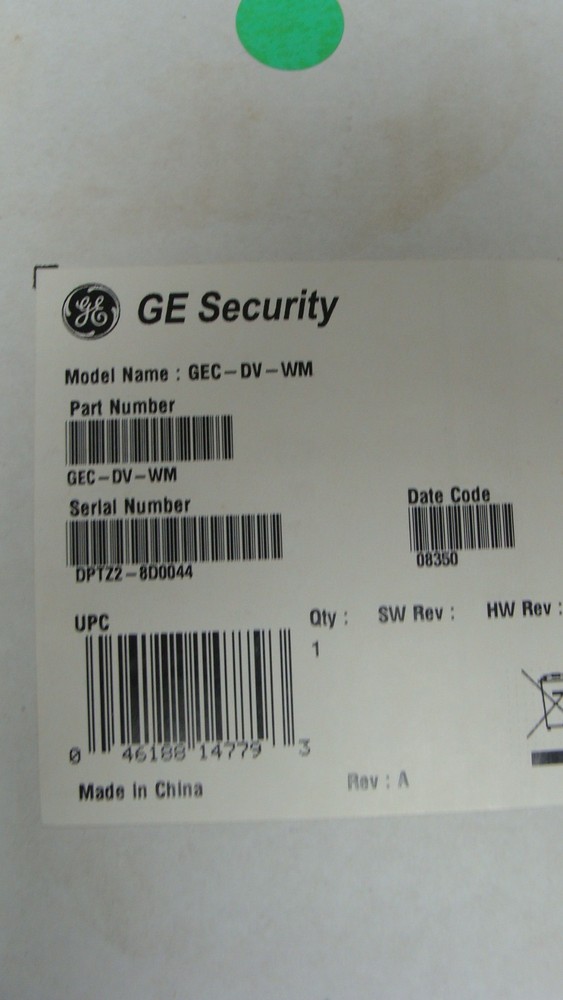 GE GE Security
Model Name : GEC-DV-WM
Part Number
GEC-DV-WM
Serial Number
DPTZ2-8D0044
Date Code
08350
UPC
Qty : SW Rev : HW Rev :
1
0 46188 14779 3
Made in China
Rev : A